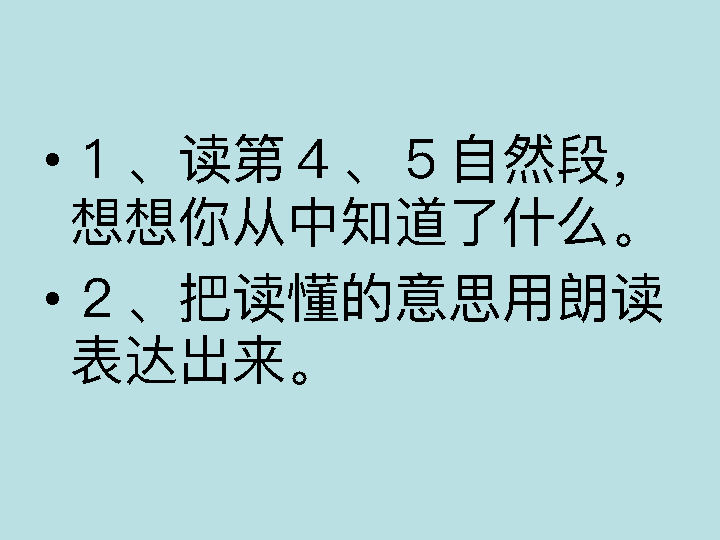 • 1、读第4、5自然段，
想想你从中知道了什么。
• 2、把读懂的意思用朗读
表达出来。